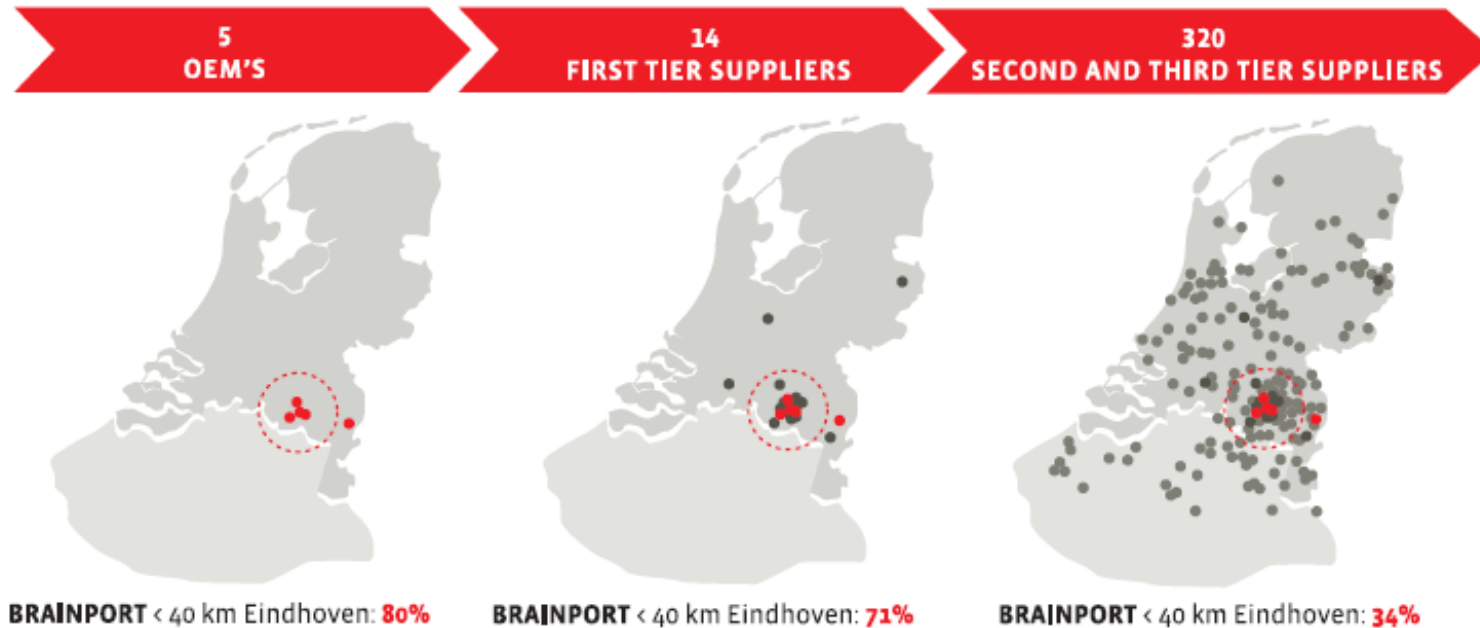 5
OEM'S
14
FIRST TIER SUPPLIERS
320
SECOND AND THIRD TIER SUPPLIERS
BRAINPORT < 40 km Eindhoven: 80%
BRAINPORT < 40 km Eindhoven: 71%
BRAINPORT < 40 km Eindhoven: 34%